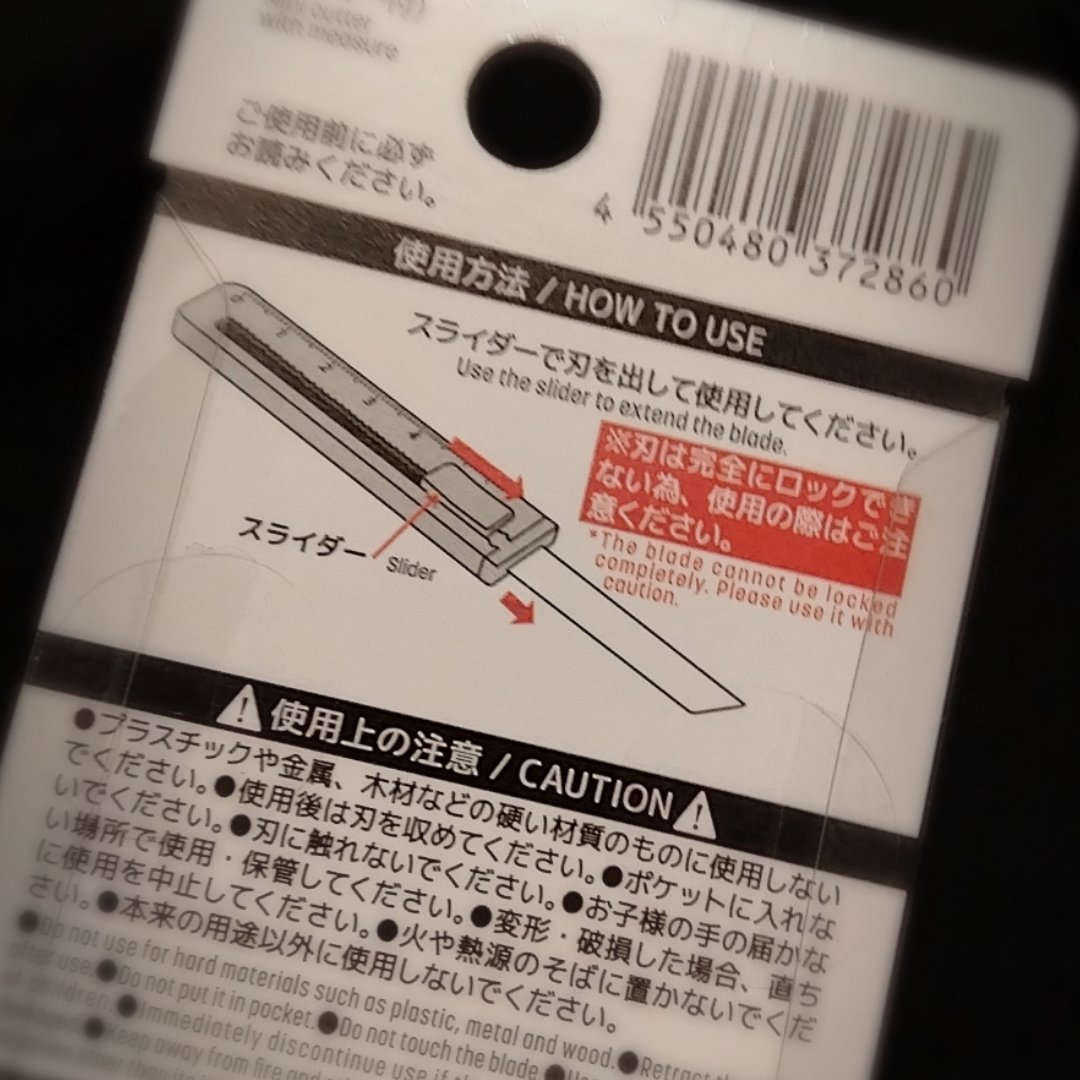 cutter
with measure
ご使用前に必ず
お読みください。
4 550480 372860
使用方法 / HOW TO USE
スライダーで刃を出して使用してください。
Use the slider to extend the blade.
※刃は完全にロックでき
ない為、使用の際はご注
意ください。
*The blade cannot be locked
completely. Please use it with
caution.
2
3
4
スライダー
Slider
使用上の注意 / CAUTION
●プラスチックや金属、木材などの硬い材質のものに使用しない
でください。●使用後は刃を収めてください。●ポケットに入れな
いでください。●刃に触れないでください。●お子様の手の届かな
い場所で使用・保管してください。●変形・破損した場合、直ち
に使用を中止してください。●火や熱源のそばに置かないでくだ
さい。●本来の用途以外に使用しないでください。
●Do not use for hard materials such as plastic, metal and wood. ●Retract
after use. ●Do not put it in pocket. ●Do not touch the blade.
of children. ●Immediately discontinue use if
●Keep away from fire and